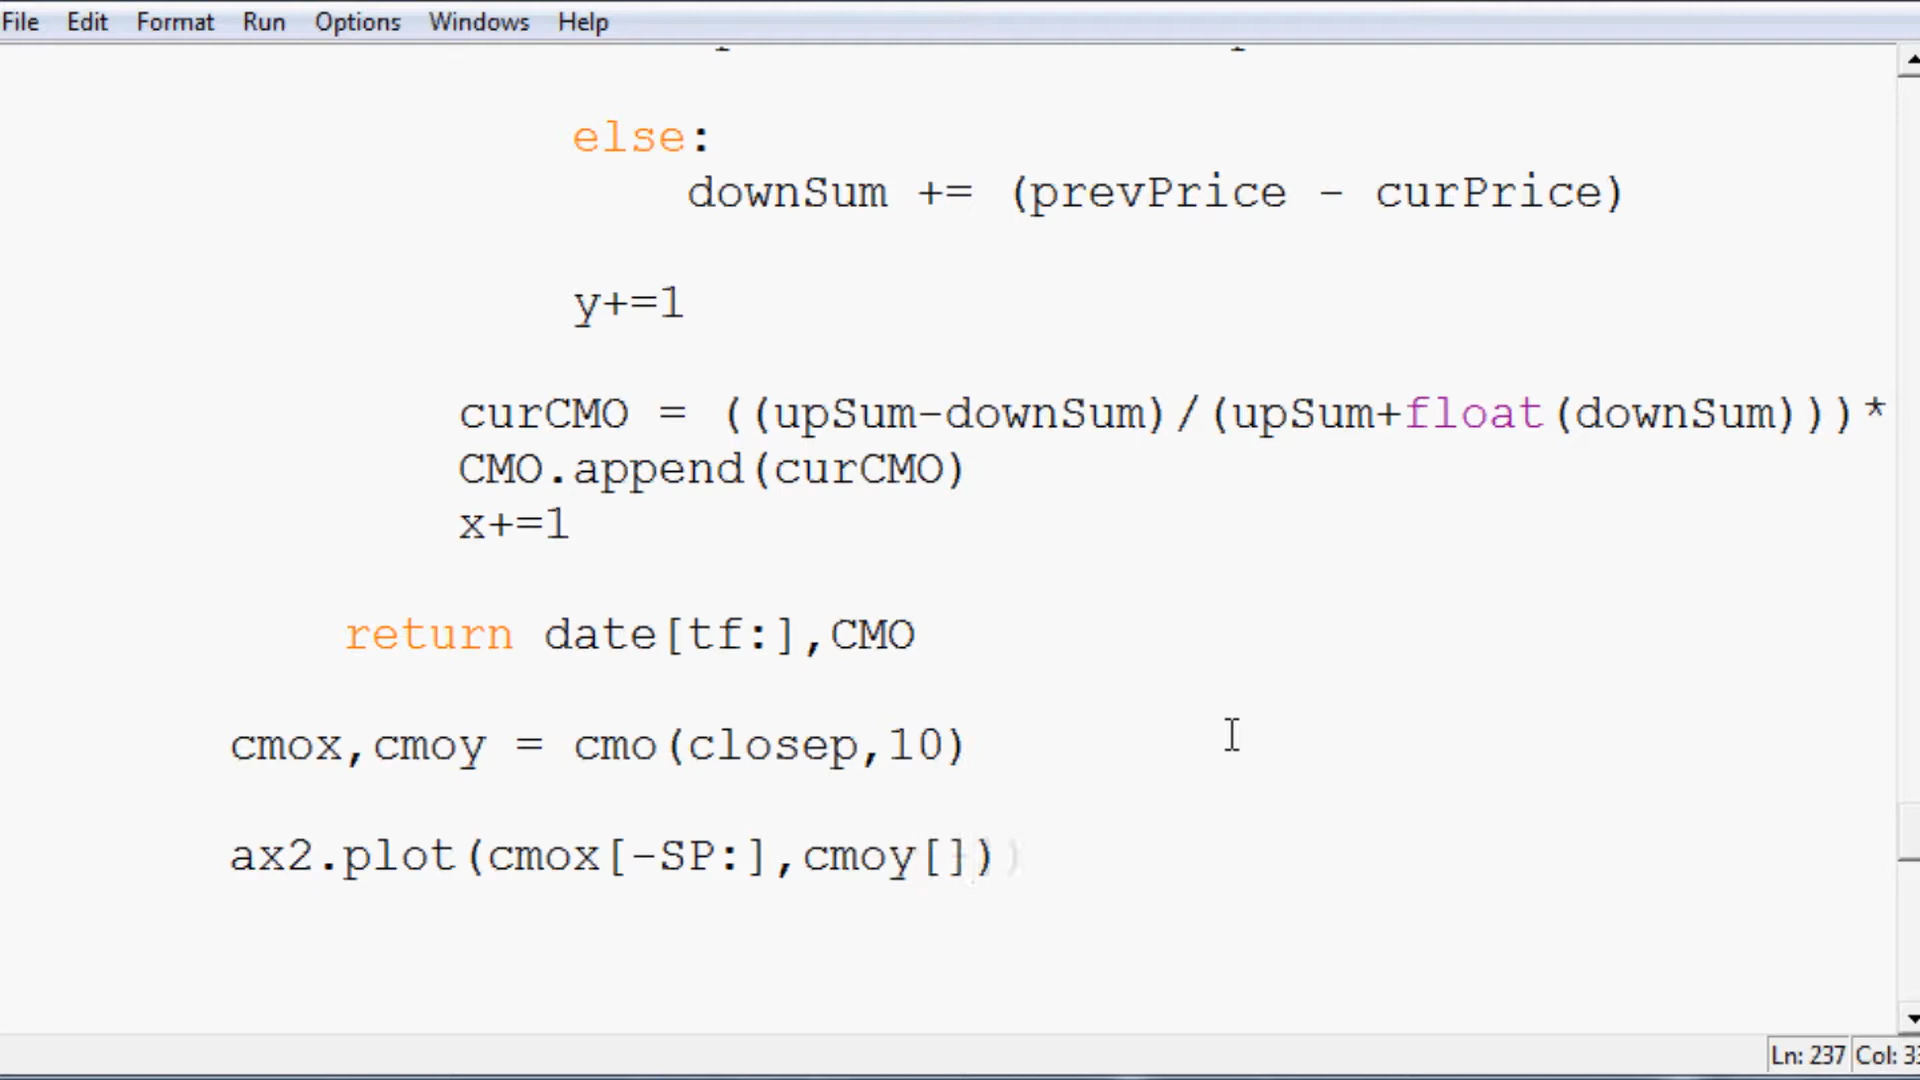 File Edit Format Run Options Windows Help
else:
downSum += (prevPrice - curPrice)
y+=1
curCMO = ((upSum-downSum)/(upSum+float(downSum)))*
CMO.append(curCMO)
x+=1
return date[tf:],CMO
cmox,cmoy = cmo(closep,10)
ax2.plot(cmox[-SP:],cmoy[])
Ln: 237 Col: 33